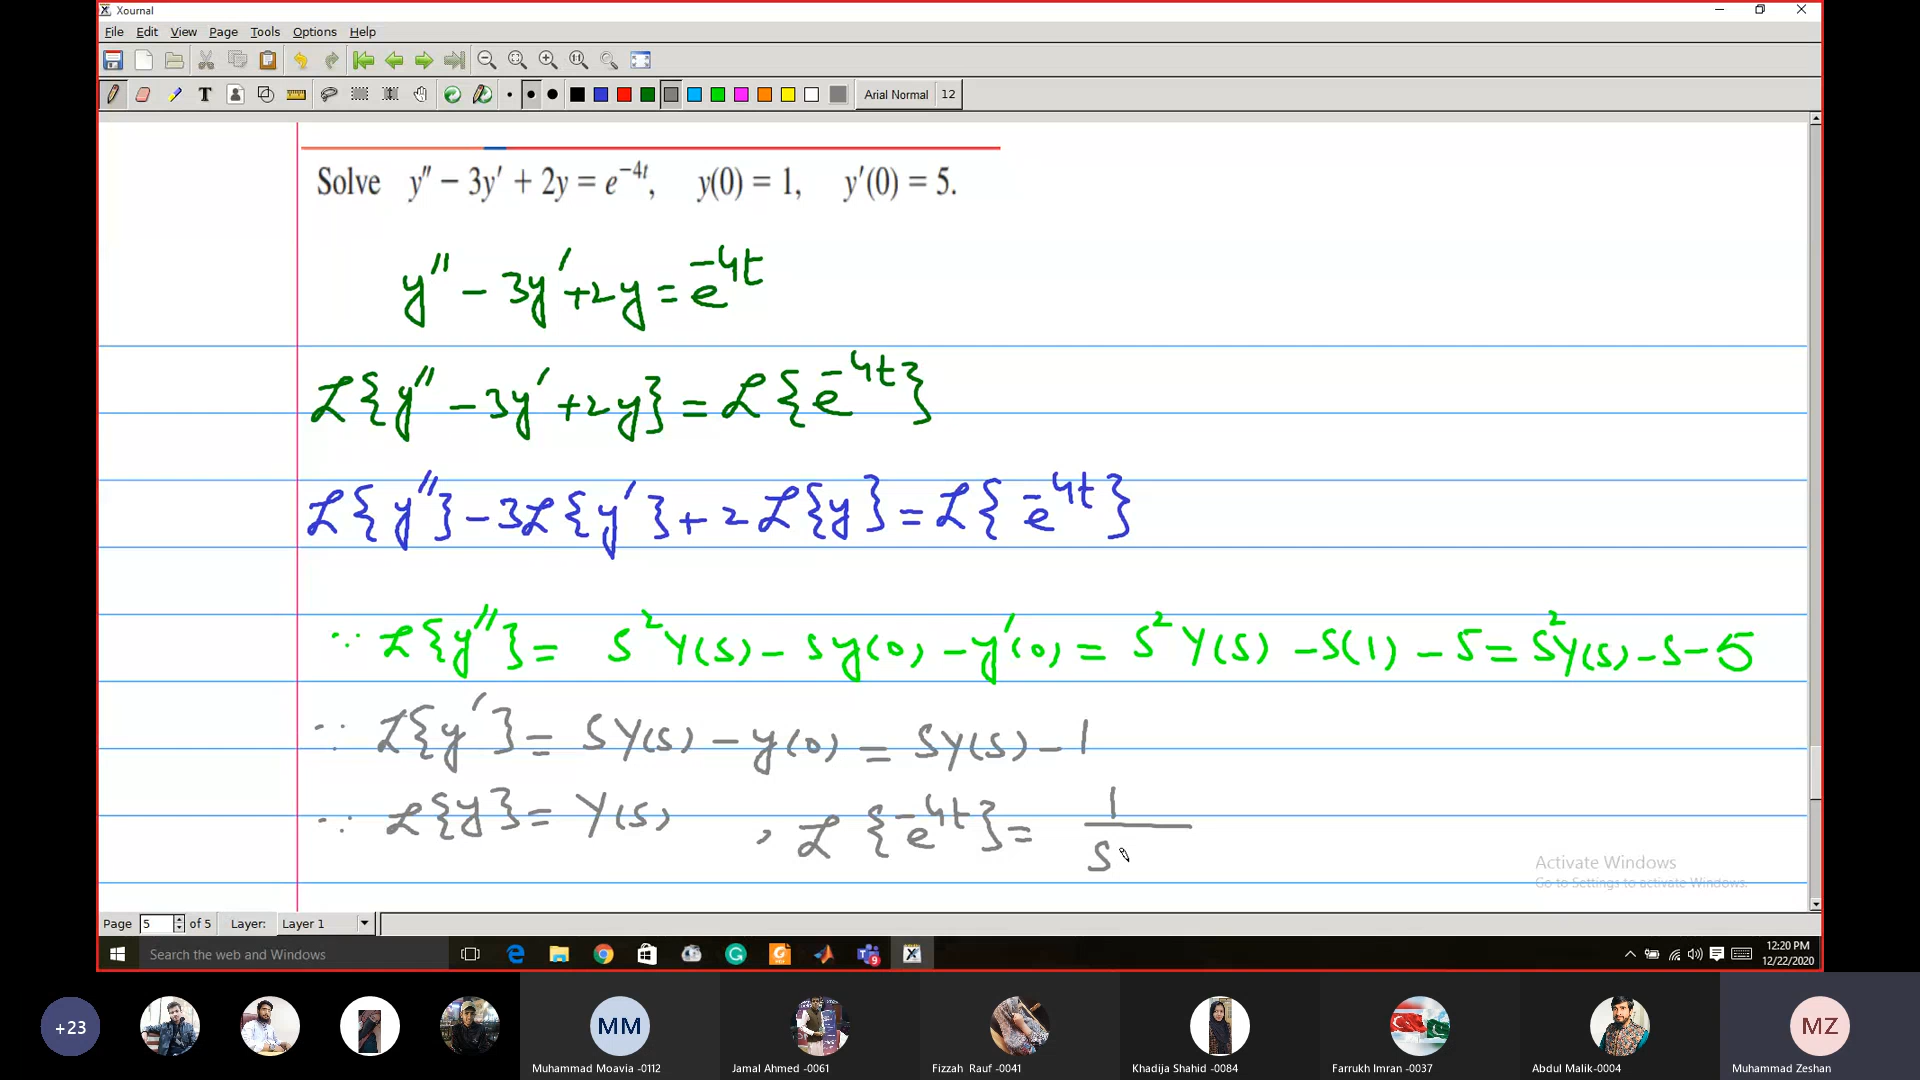 Xournal
File Edit View Page Tools Options Help
Arial Normal 12
Solve y″ − 3y′ + 2y = e⁻⁴ᵗ, y(0) = 1, y′(0) = 5.
y″ − 3y′ + 2y = e⁻⁴ᵗ
ℒ{y″ − 3y′ + 2y} = ℒ{e⁻⁴ᵗ}
ℒ{y″} − 3ℒ{y′} + 2ℒ{y} = ℒ{e⁻⁴ᵗ}
∵ ℒ{y″} = s²Y(s) − sy(0) − y′(0) = s²Y(s) − s(1) − 5 = s²Y(s) − s − 5
∵ ℒ{y′} = sY(s) − y(0) = sY(s) − 1
∵ ℒ{y} = Y(s) , ℒ{e⁻⁴ᵗ} = 1/s
Activate Windows
Go to Settings to activate Windows.
Page 5 of 5 Layer: Layer 1
Search the web and Windows
9
12:20 PM
12/22/2020
+23
MM
MZ
Muhammad Moavia -0112 Jamal Ahmed -0061 Fizzah Rauf -0041 Khadija Shahid -0084 Farrukh Imran -0037 Abdul Malik-0004 Muhammad Zeshan